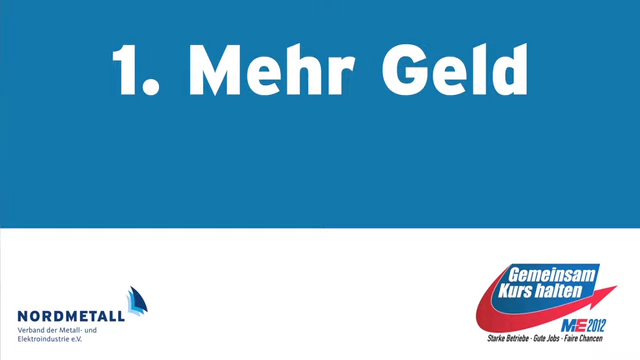 1. Mehr Geld
NORDMETALL
Verband der Metall- und
Elektroindustrie e.V.
Gemeinsam
Kurs halten
ME2012
Starke Betriebe · Gute Jobs · Faire Chancen